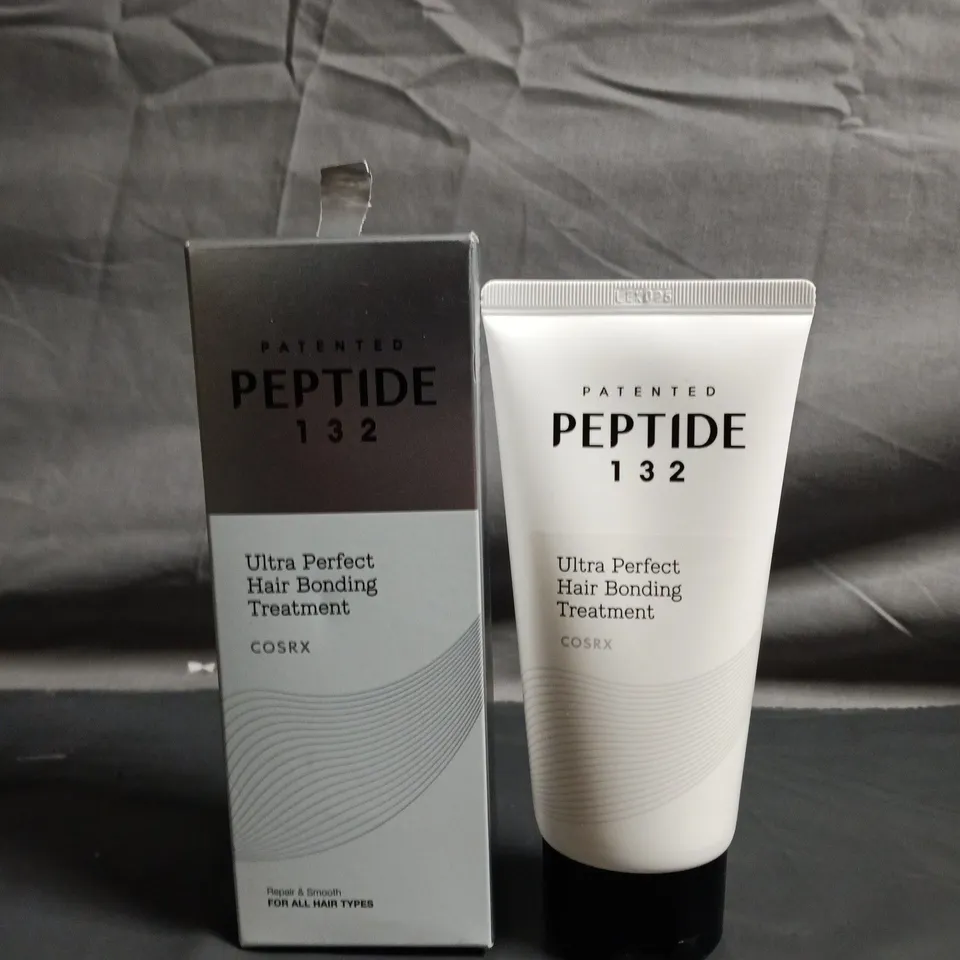 PATENTED
PEPTIDE
132
Ultra Perfect
Hair Bonding
Treatment
COSRX
Repair & Smooth
FOR ALL HAIR TYPES
PATENTED
PEPTIDE
132
Ultra Perfect
Hair Bonding
Treatment
COSRX